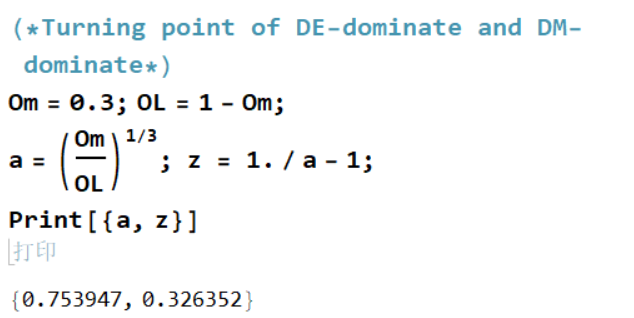 (*Turning point of DE-dominate and DM-
dominate*)
Om = 0.3; OL = 1 - Om;
a = (Om/OL)^1/3; z = 1. / a - 1;
Print[{a, z}]
打印
{0.753947, 0.326352}